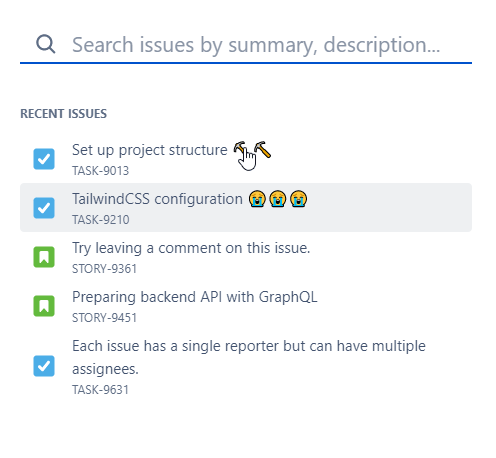 Search issues by summary, description...
RECENT ISSUES
Set up project structure 🔨🔨
TASK-9013
TailwindCSS configuration 😭😭😭
TASK-9210
Try leaving a comment on this issue.
STORY-9361
Preparing backend API with GraphQL
STORY-9451
Each issue has a single reporter but can have multiple
assignees.
TASK-9631